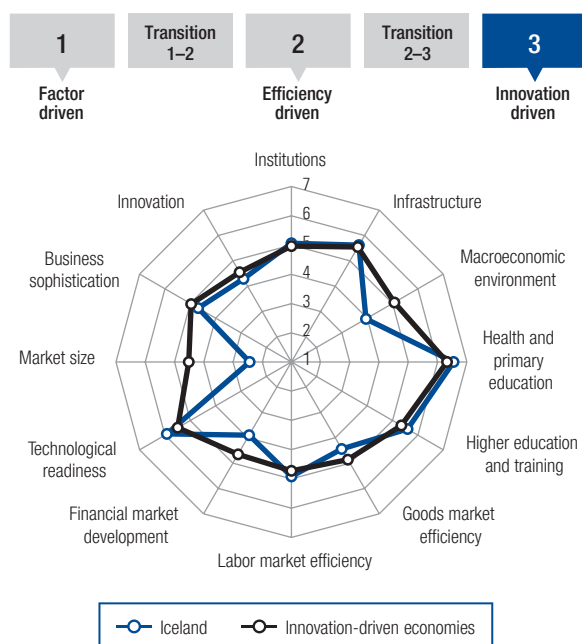 1
Transition
1–2
2
Transition
2–3
3
Factor
driven
Efficiency
driven
Innovation
driven
Institutions
7
6
5
4
3
2
1
Infrastructure
Macroeconomic
environment
Health and
primary
education
Higher education
and training
Goods market
efficiency
Labor market efficiency
Financial market
development
Technological
readiness
Market size
Business
sophistication
Innovation
Iceland
Innovation-driven economies